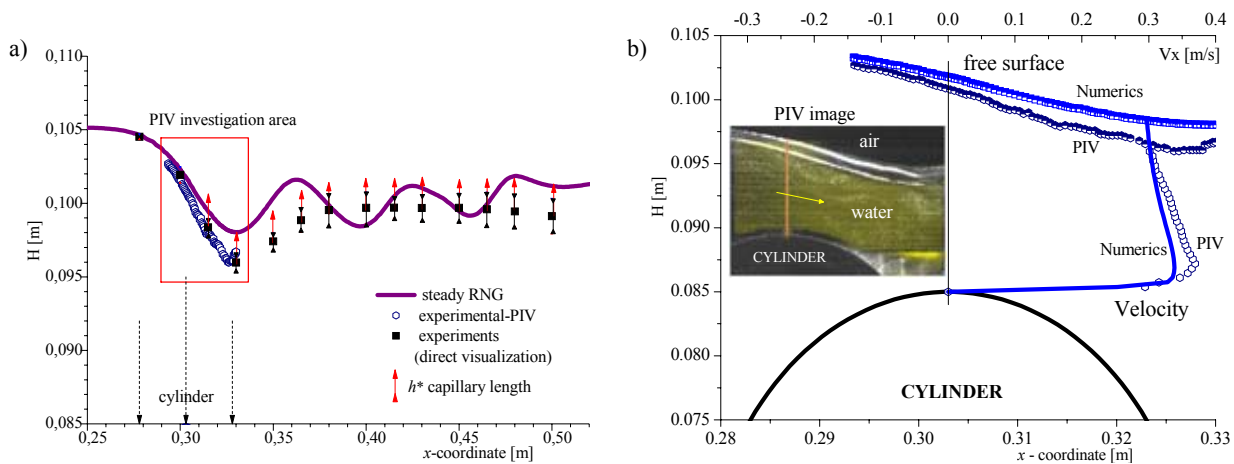 a)
0,110
0,105
0,100
0,095
0,090
0,085
H [m]
PIV investigation area
steady RNG
experimental-PIV
experiments
(direct visualization)
h* capillary length
cylinder
0,25 0,30 0,35 0,40 0,45 0,50
x-coordinate [m]
b)
-0.3 -0.2 -0.1 0.0 0.1 0.2 0.3 0.4
Vx [m/s]
0.105
0.100
0.095
0.090
0.085
0.080
0.075
H [m]
free surface
Numerics
PIV
PIV image
air
water
CYLINDER
Numerics
PIV
Velocity
CYLINDER
0.28 0.29 0.30 0.31 0.32 0.33
x - coordinate [m]